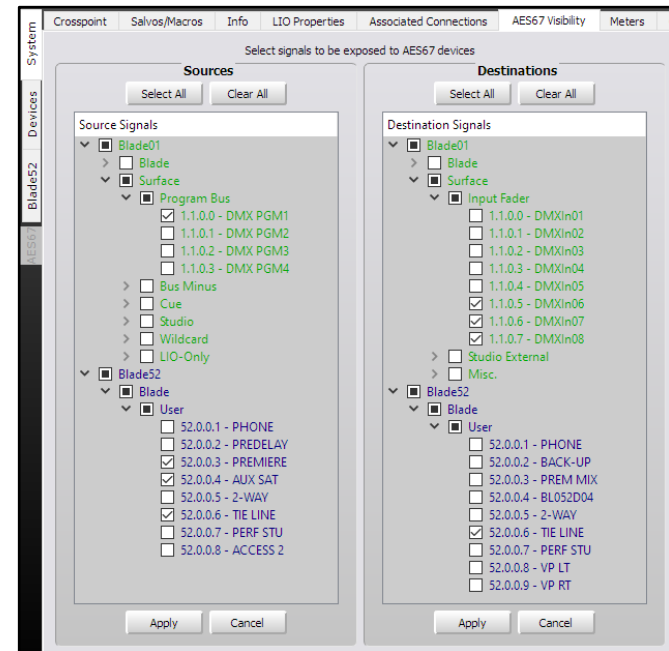 Crosspoint Salvos/Macros Info LIO Properties Associated Connections AES67 Visibility Meters
System
Devices
Blade52
AES67
Select signals to be exposed to AES67 devices
Sources
Select All Clear All
Source Signals
Blade01
Blade
Surface
Program Bus
1.1.0.0 - DMX PGM1
1.1.0.1 - DMX PGM2
1.1.0.2 - DMX PGM3
1.1.0.3 - DMX PGM4
Bus Minus
Cue
Studio
Wildcard
LIO-Only
Blade52
Blade
User
52.0.0.1 - PHONE
52.0.0.2 - PREDELAY
52.0.0.3 - PREMIERE
52.0.0.4 - AUX SAT
52.0.0.5 - 2-WAY
52.0.0.6 - TIE LINE
52.0.0.7 - PERF STU
52.0.0.8 - ACCESS 2
Apply Cancel
Destinations
Select All Clear All
Destination Signals
Blade01
Blade
Surface
Input Fader
1.1.0.0 - DMXIn01
1.1.0.1 - DMXIn02
1.1.0.2 - DMXIn03
1.1.0.3 - DMXIn04
1.1.0.4 - DMXIn05
1.1.0.5 - DMXIn06
1.1.0.6 - DMXIn07
1.1.0.7 - DMXIn08
Studio External
Misc.
Blade52
Blade
User
52.0.0.1 - PHONE
52.0.0.2 - BACK-UP
52.0.0.3 - PREM MIX
52.0.0.4 - BL052D04
52.0.0.5 - 2-WAY
52.0.0.6 - TIE LINE
52.0.0.7 - PERF STU
52.0.0.8 - VP LT
52.0.0.9 - VP RT
Apply Cancel